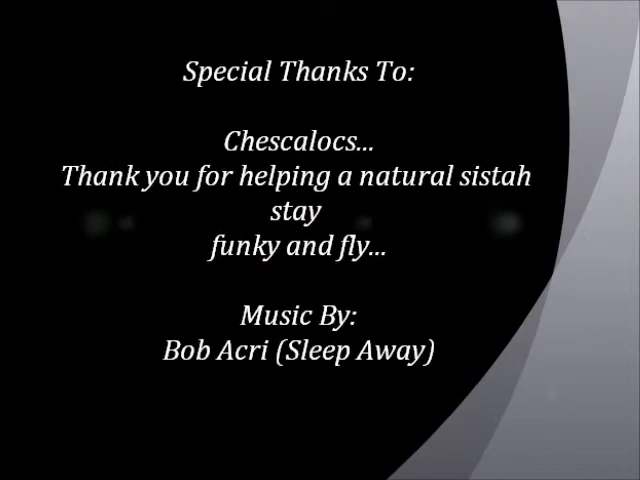 Special Thanks To:
Chescalocs...
Thank you for helping a natural sistah
stay
funky and fly...
Music By:
Bob Acri (Sleep Away)